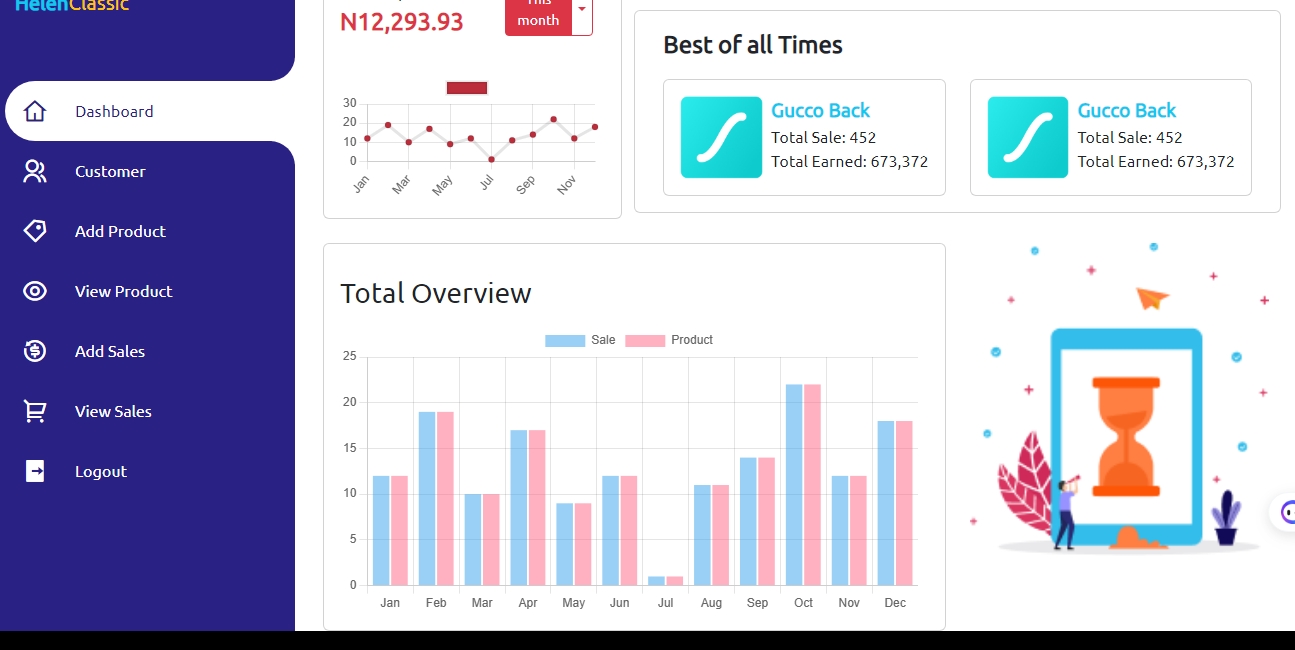 HelenClassic
Dashboard
Customer
Add Product
View Product
Add Sales
View Sales
Logout
N12,293.93
This
month
30
20
10
0
Jan
Mar
May
Jul
Sep
Nov
Best of all Times
Gucco Back
Total Sale: 452
Total Earned: 673,372
Gucco Back
Total Sale: 452
Total Earned: 673,372
Total Overview
Sale
Product
25
20
15
10
5
0
Jan
Feb
Mar
Apr
May
Jun
Jul
Aug
Sep
Oct
Nov
Dec